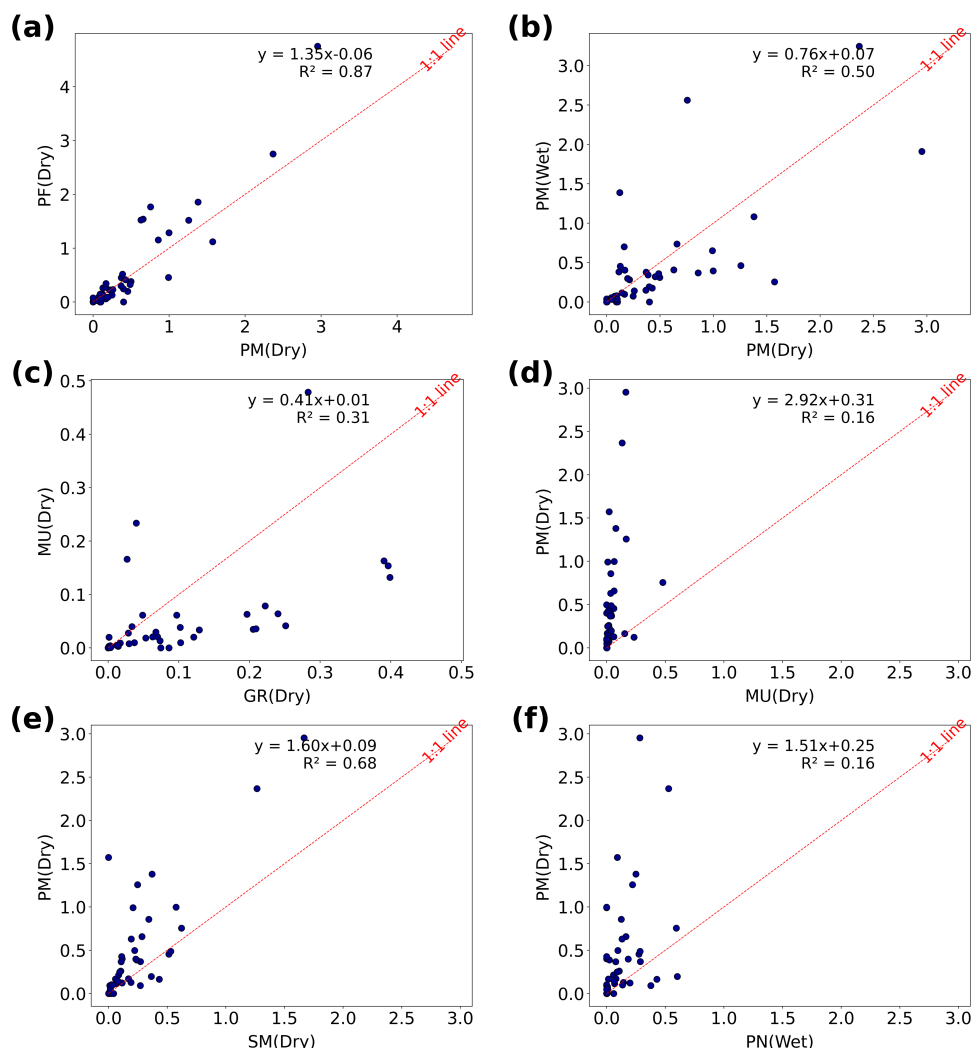 (a)
y = 1.35x-0.06
R² = 0.87
1:1 line
PF(Dry)
4
3
2
1
0
0 1 2 3 4
PM(Dry)
(b)
y = 0.76x+0.07
R² = 0.50
1:1 line
PM(Wet)
3.0
2.5
2.0
1.5
1.0
0.5
0.0
0.0 0.5 1.0 1.5 2.0 2.5 3.0
PM(Dry)
(c)
y = 0.41x+0.01
R² = 0.31
1:1 line
MU(Dry)
0.5
0.4
0.3
0.2
0.1
0.0
0.0 0.1 0.2 0.3 0.4 0.5
GR(Dry)
(d)
y = 2.92x+0.31
R² = 0.16
1:1 line
PM(Dry)
3.0
2.5
2.0
1.5
1.0
0.5
0.0
0.0 0.5 1.0 1.5 2.0 2.5 3.0
MU(Dry)
(e)
y = 1.60x+0.09
R² = 0.68
1:1 line
PM(Dry)
3.0
2.5
2.0
1.5
1.0
0.5
0.0
0.0 0.5 1.0 1.5 2.0 2.5 3.0
SM(Dry)
(f)
y = 1.51x+0.25
R² = 0.16
1:1 line
PM(Dry)
3.0
2.5
2.0
1.5
1.0
0.5
0.0
0.0 0.5 1.0 1.5 2.0 2.5 3.0
PN(Wet)